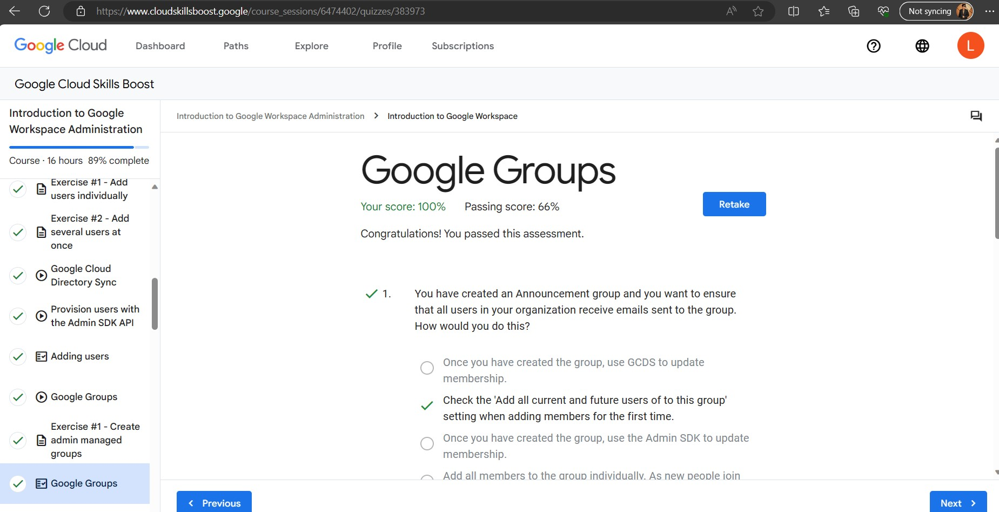 https://www.cloudskillsboost.google/course_sessions/6474402/quizzes/383973
Not syncing
Google Cloud
Dashboard
Paths
Explore
Profile
Subscriptions
L
Google Cloud Skills Boost
Introduction to Google
Workspace Administration
Course · 16 hours 89% complete
Exercise #1 - Add
users individually
Exercise #2 - Add
several users at
once
Google Cloud
Directory Sync
Provision users with
the Admin SDK API
Adding users
Google Groups
Exercise #1 - Create
admin managed
groups
Google Groups
Introduction to Google Workspace Administration > Introduction to Google Workspace
Google Groups
Your score: 100% Passing score: 66%
Retake
Congratulations! You passed this assessment.
1. You have created an Announcement group and you want to ensure
that all users in your organization receive emails sent to the group.
How would you do this?
Once you have created the group, use GCDS to update
membership.
Check the 'Add all current and future users of to this group'
setting when adding members for the first time.
Once you have created the group, use the Admin SDK to update
membership.
Add all members to the group individually. As new people join
Previous
Next